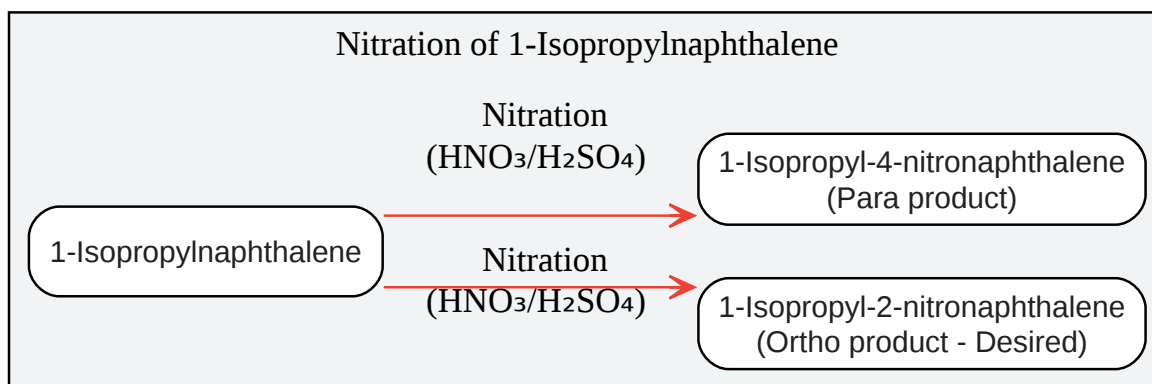 Nitration of 1-Isopropylnaphthalene
Nitration
(HNO₃/H₂SO₄)
1-Isopropyl-4-nitronaphthalene
(Para product)
1-Isopropylnaphthalene
Nitration
(HNO₃/H₂SO₄)
1-Isopropyl-2-nitronaphthalene
(Ortho product - Desired)